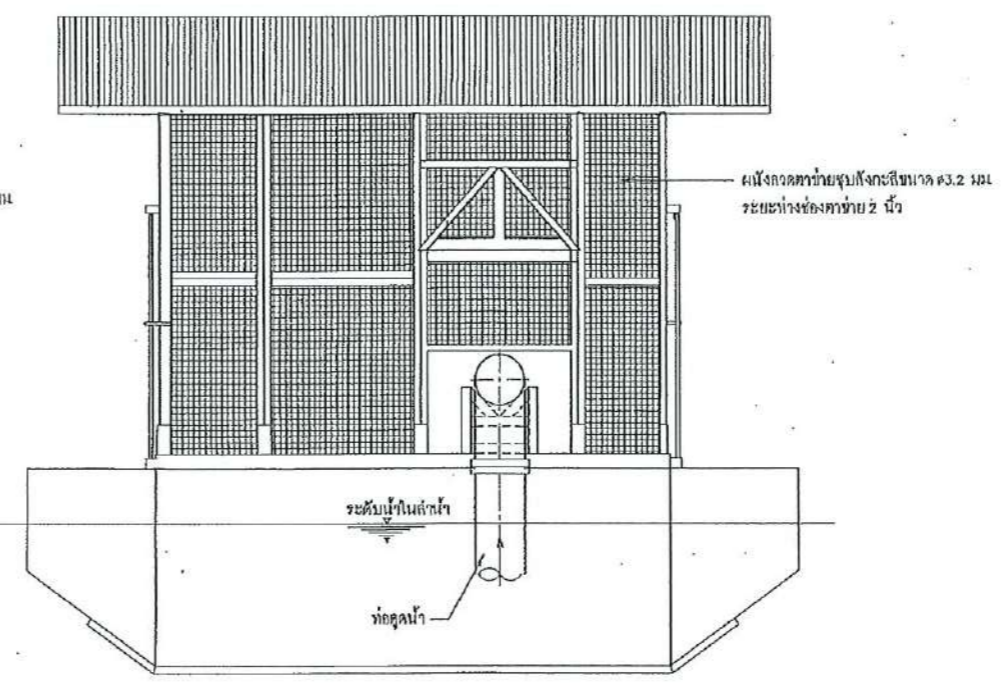 ผนังลวดตาข่ายชุบสังกะสีขนาด ø3.2 มม
ระยะห่างช่องตาข่าย 2 นิ้ว
ระดับน้ำในลำน้ำ
ท่อดูดน้ำ